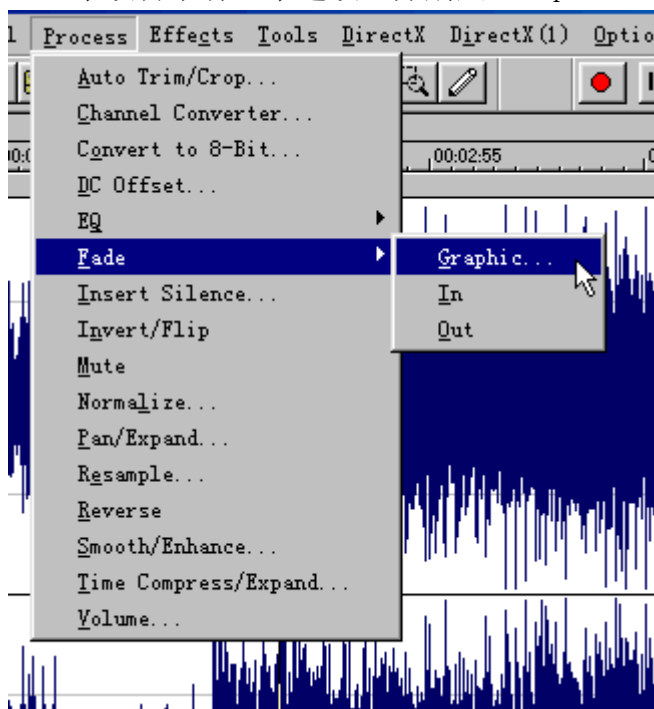 Process Effects Tools DirectX DirectX(1)
Auto Trim/Crop...
Channel Converter...
Convert to 8-Bit...
00:02:55
DC Offset...
EQ
Fade
Graphic...
Insert Silence...
In
Invert/Flip
Out
Mute
Normalize...
Pan/Expand...
Resample...
Reverse
Smooth/Enhance...
Time Compress/Expand...
Volume...